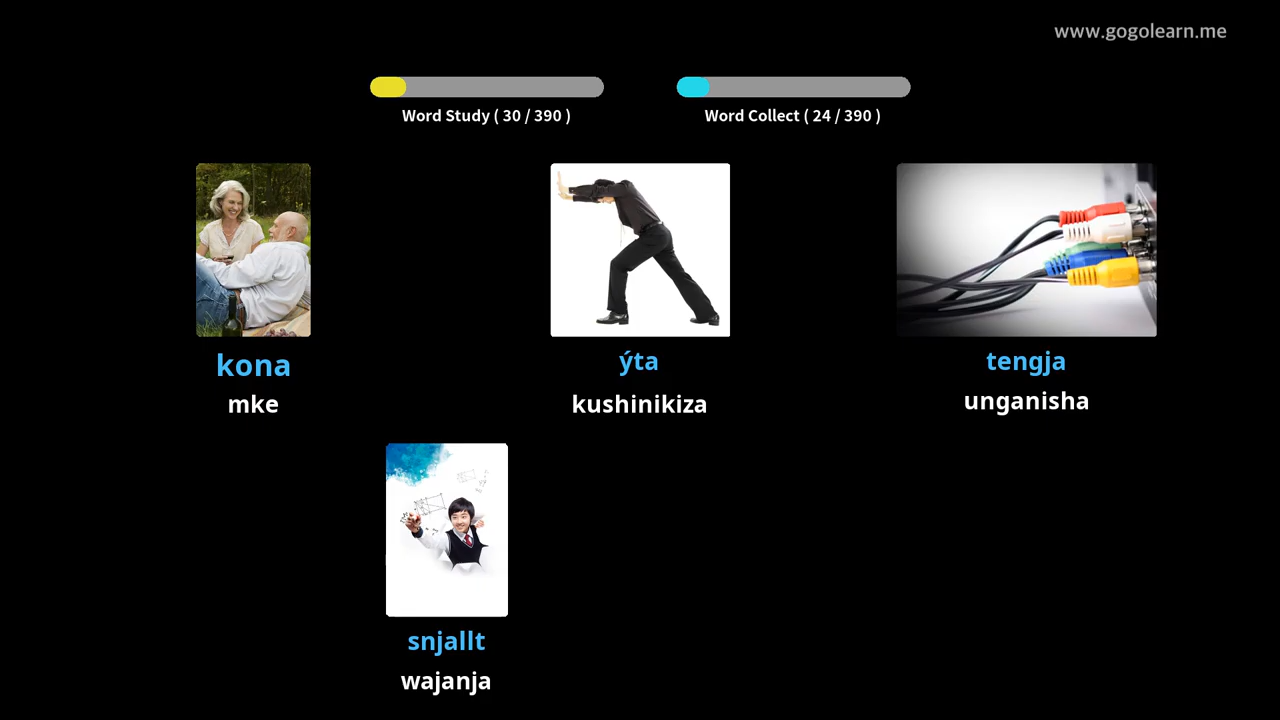 www.gogolearn.me
Word Study ( 30 / 390 )
Word Collect ( 24 / 390 )
kona
mke
ýta
kushinikiza
tengja
unganisha
snjallt
wajanja